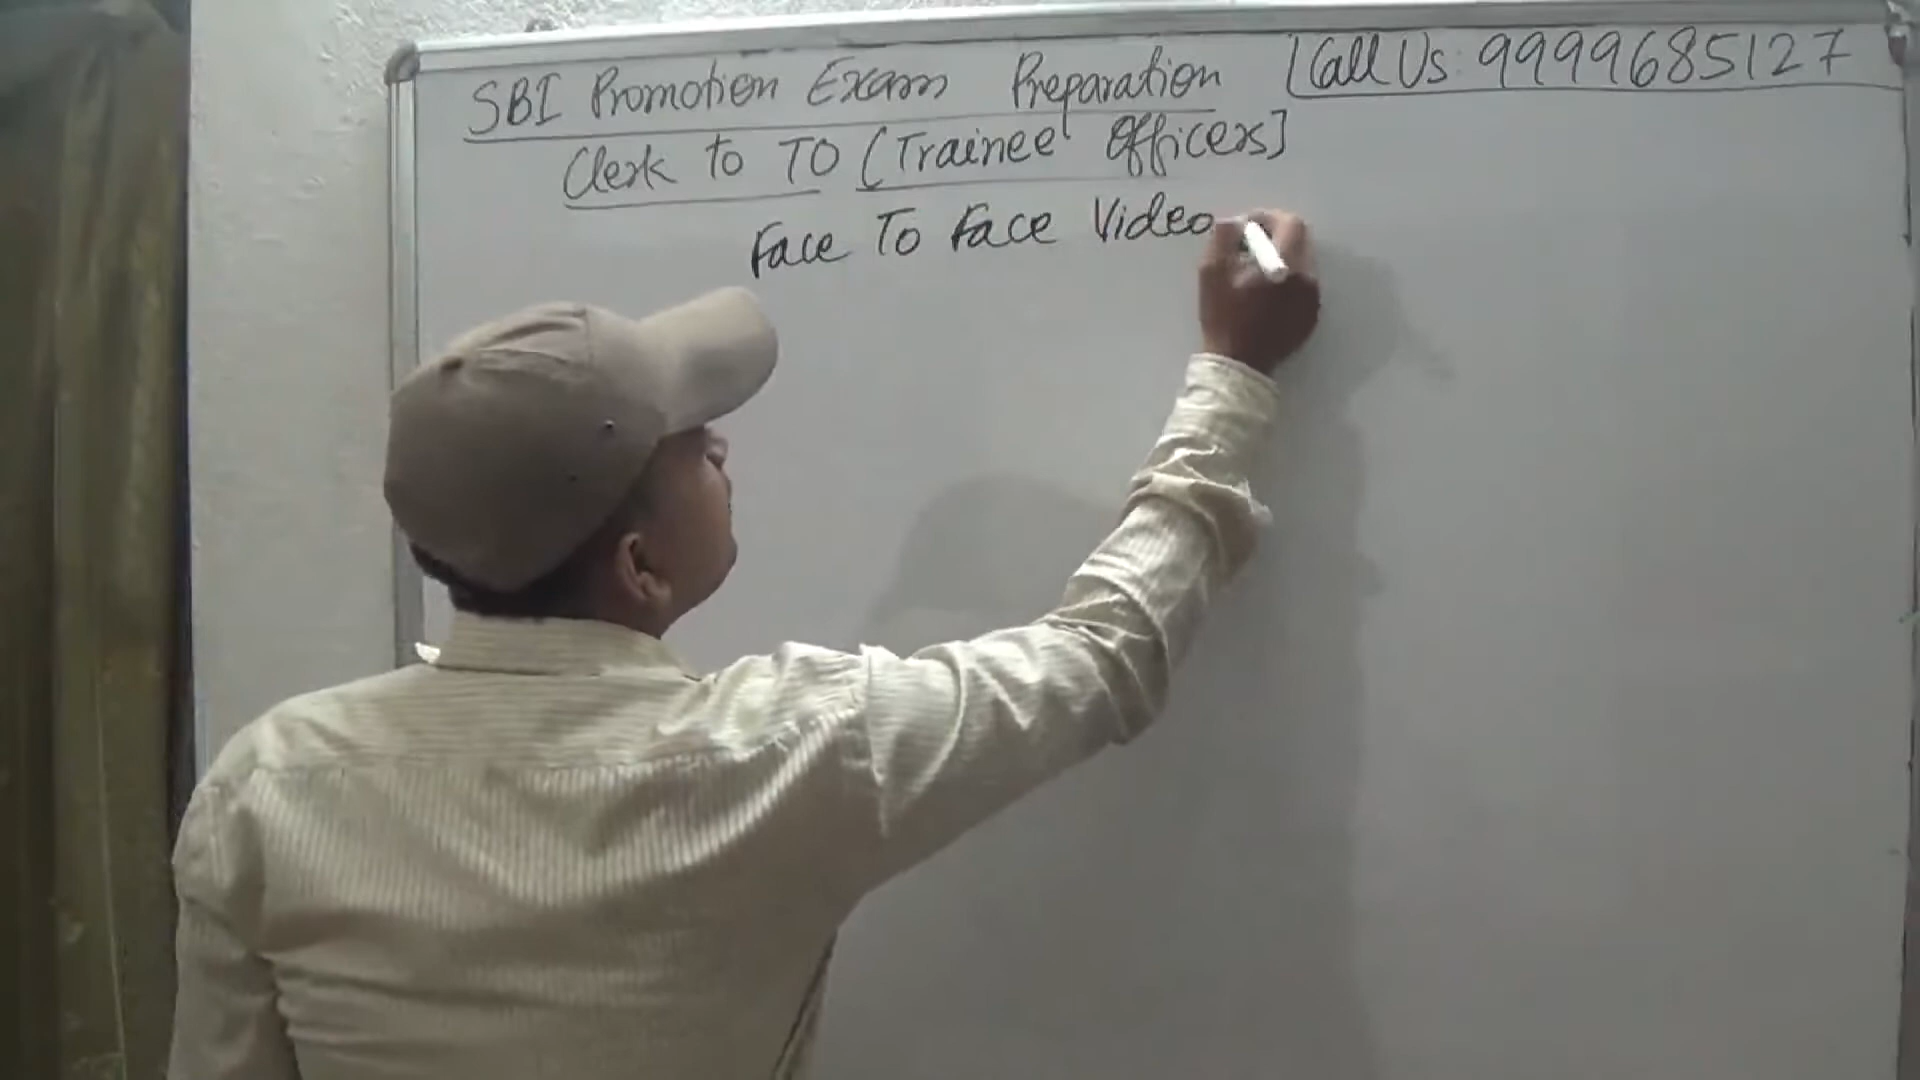 SBI Promotion Exam Preparation
Call Us: 9999685127
Clerk to TO [Trainee Officers]
Face To Face Video